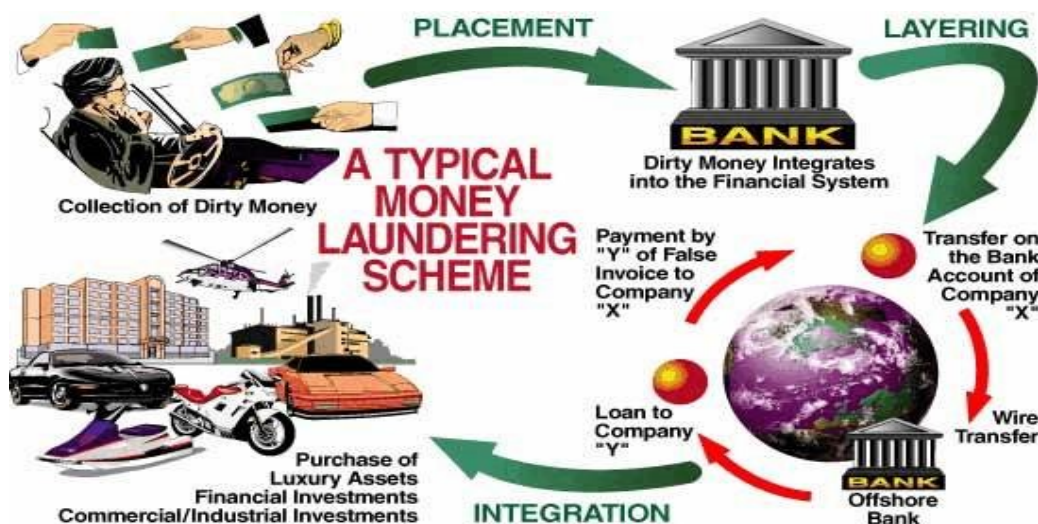 PLACEMENT
LAYERING
BANK
Dirty Money Integrates
into the Financial System
Collection of Dirty Money
A TYPICAL
MONEY
LAUNDERING
SCHEME
Payment by
"Y" of False
Invoice to
Company
"X"
Transfer on
the Bank
Account of
Company
"X"
Wire
Transfer
Loan to
Company
"Y"
BANK
Offshore
Bank
INTEGRATION
Purchase of
Luxury Assets
Financial Investments
Commercial/Industrial Investments